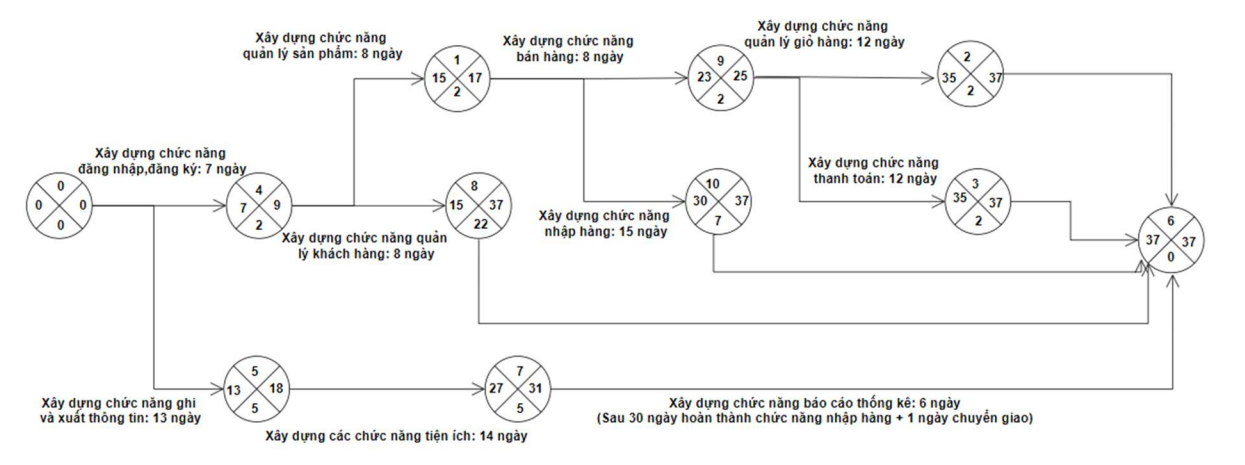 Xây dựng chức năng
quản lý sản phẩm: 8 ngày
1
15
17
2
Xây dựng chức năng
bán hàng: 8 ngày
9
23
25
2
Xây dựng chức năng
quản lý giỏ hàng: 12 ngày
2
35
37
2
0
0
0
0
Xây dựng chức năng
đăng nhập,đăng ký: 7 ngày
4
7
9
2
Xây dựng chức năng quản
lý khách hàng: 8 ngày
8
15
37
22
Xây dựng chức năng
nhập hàng: 15 ngày
10
30
37
7
Xây dựng chức năng
thanh toán: 12 ngày
3
35
37
2
6
37
37
0
Xây dựng chức năng ghi
và xuất thông tin: 13 ngày
5
13
18
5
Xây dựng các chức năng tiện ích: 14 ngày
7
27
31
5
Xây dựng chức năng báo cáo thống kê: 6 ngày
(Sau 30 ngày hoàn thành chức năng nhập hàng + 1 ngày chuyển giao)